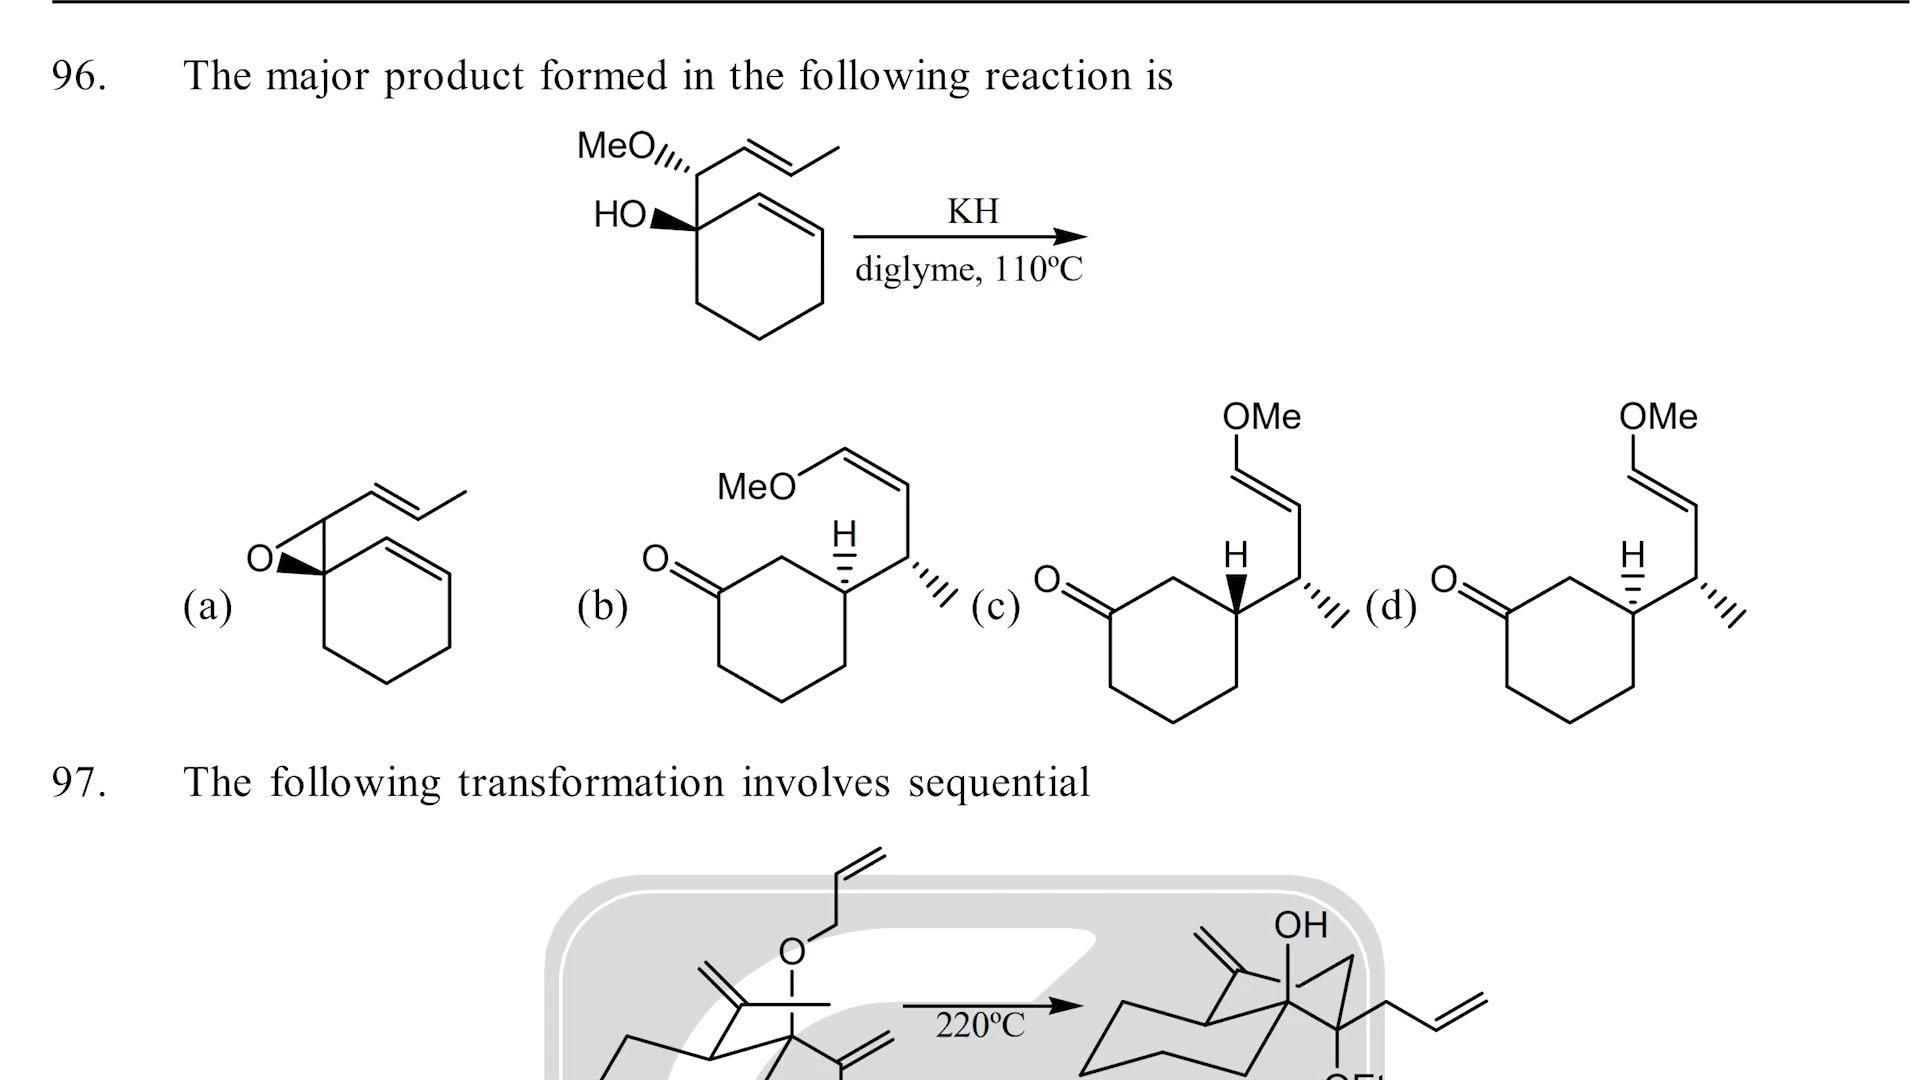 96. The major product formed in the following reaction is
MeO
HO
KH
diglyme, 110ºC
OMe
OMe
MeO
H
H
H
O
O
O
O
(a)
(b)
(c)
(d)
97. The following transformation involves sequential
O
OH
220ºC
OEt